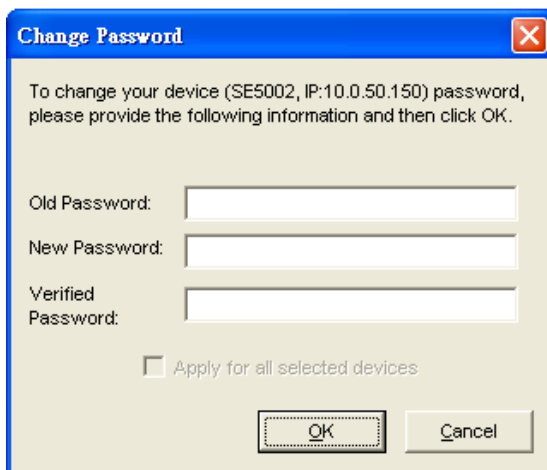 Change Password
To change your device (SE5002, IP:10.0.50.150) password,
please provide the following information and then click OK.
Old Password:
New Password:
Verified
Password:
Apply for all selected devices
OK
Cancel